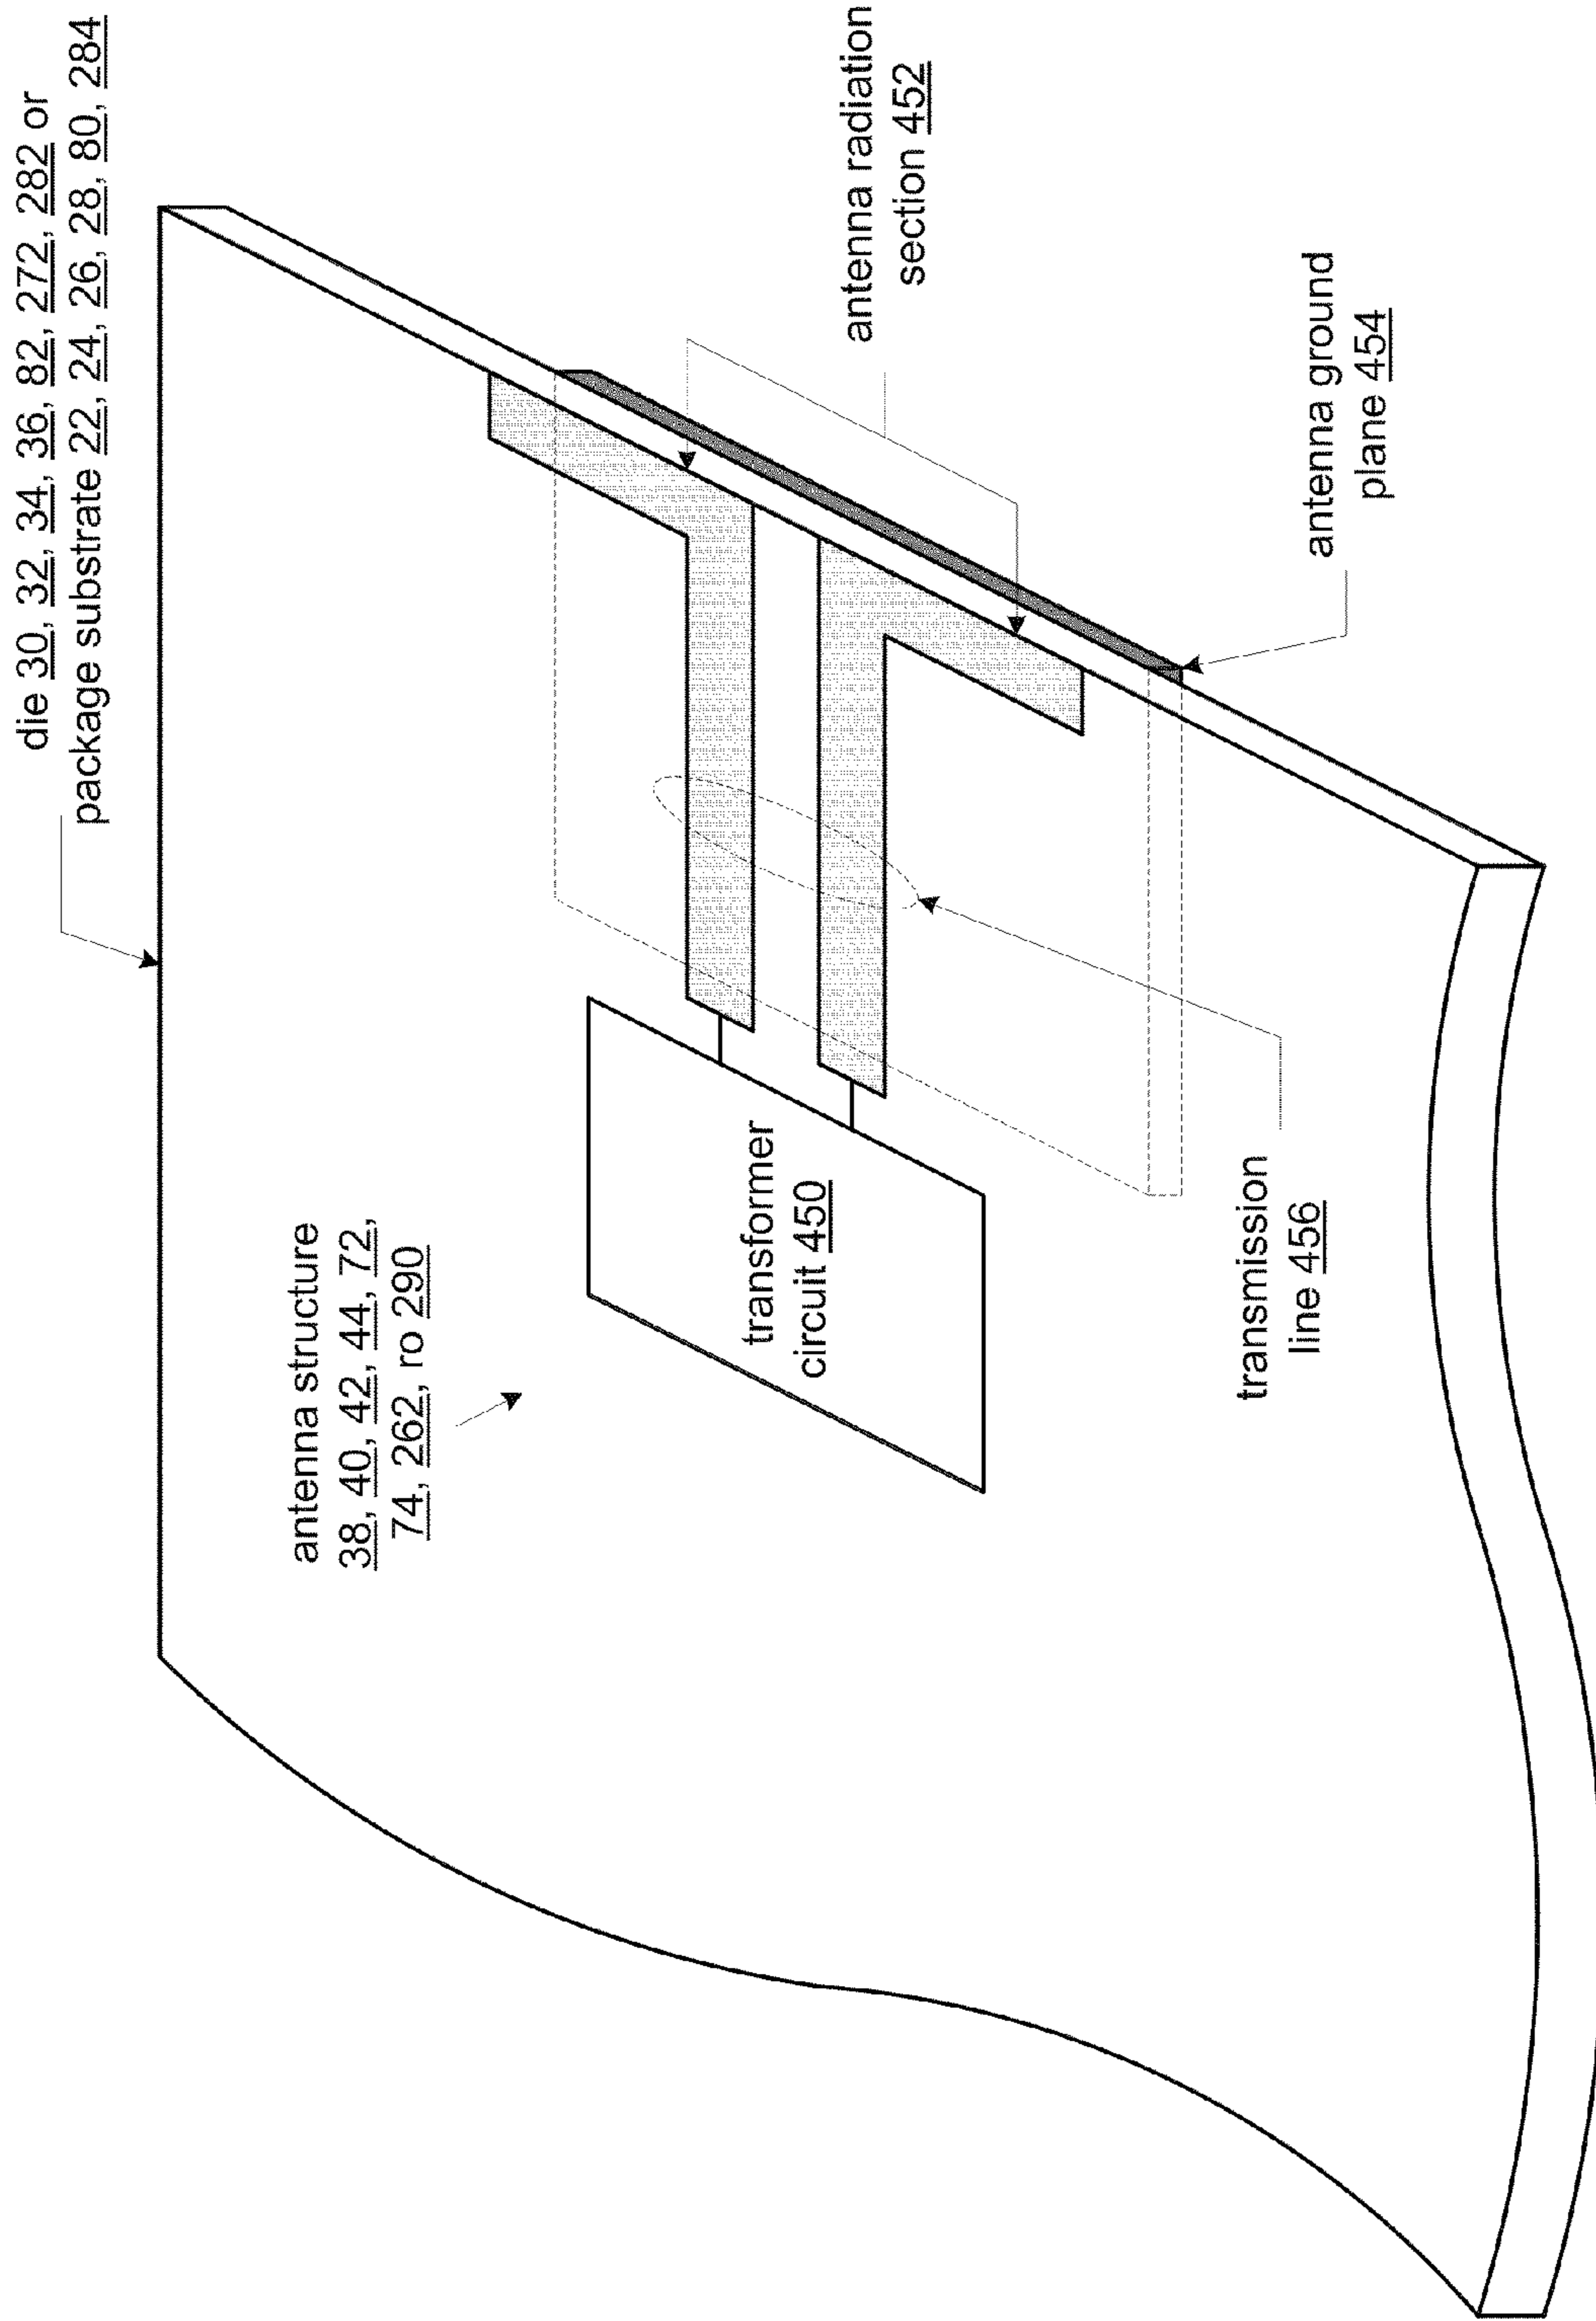 die 30, 32, 34, 36, 82, 272, 282 or
package substrate 22, 24, 26, 28, 80, 284
antenna structure
38, 40, 42, 44, 72,
74, 262, ro 290
transformer
circuit 450
antenna radiation
section 452
antenna ground
plane 454
transmission
line 456